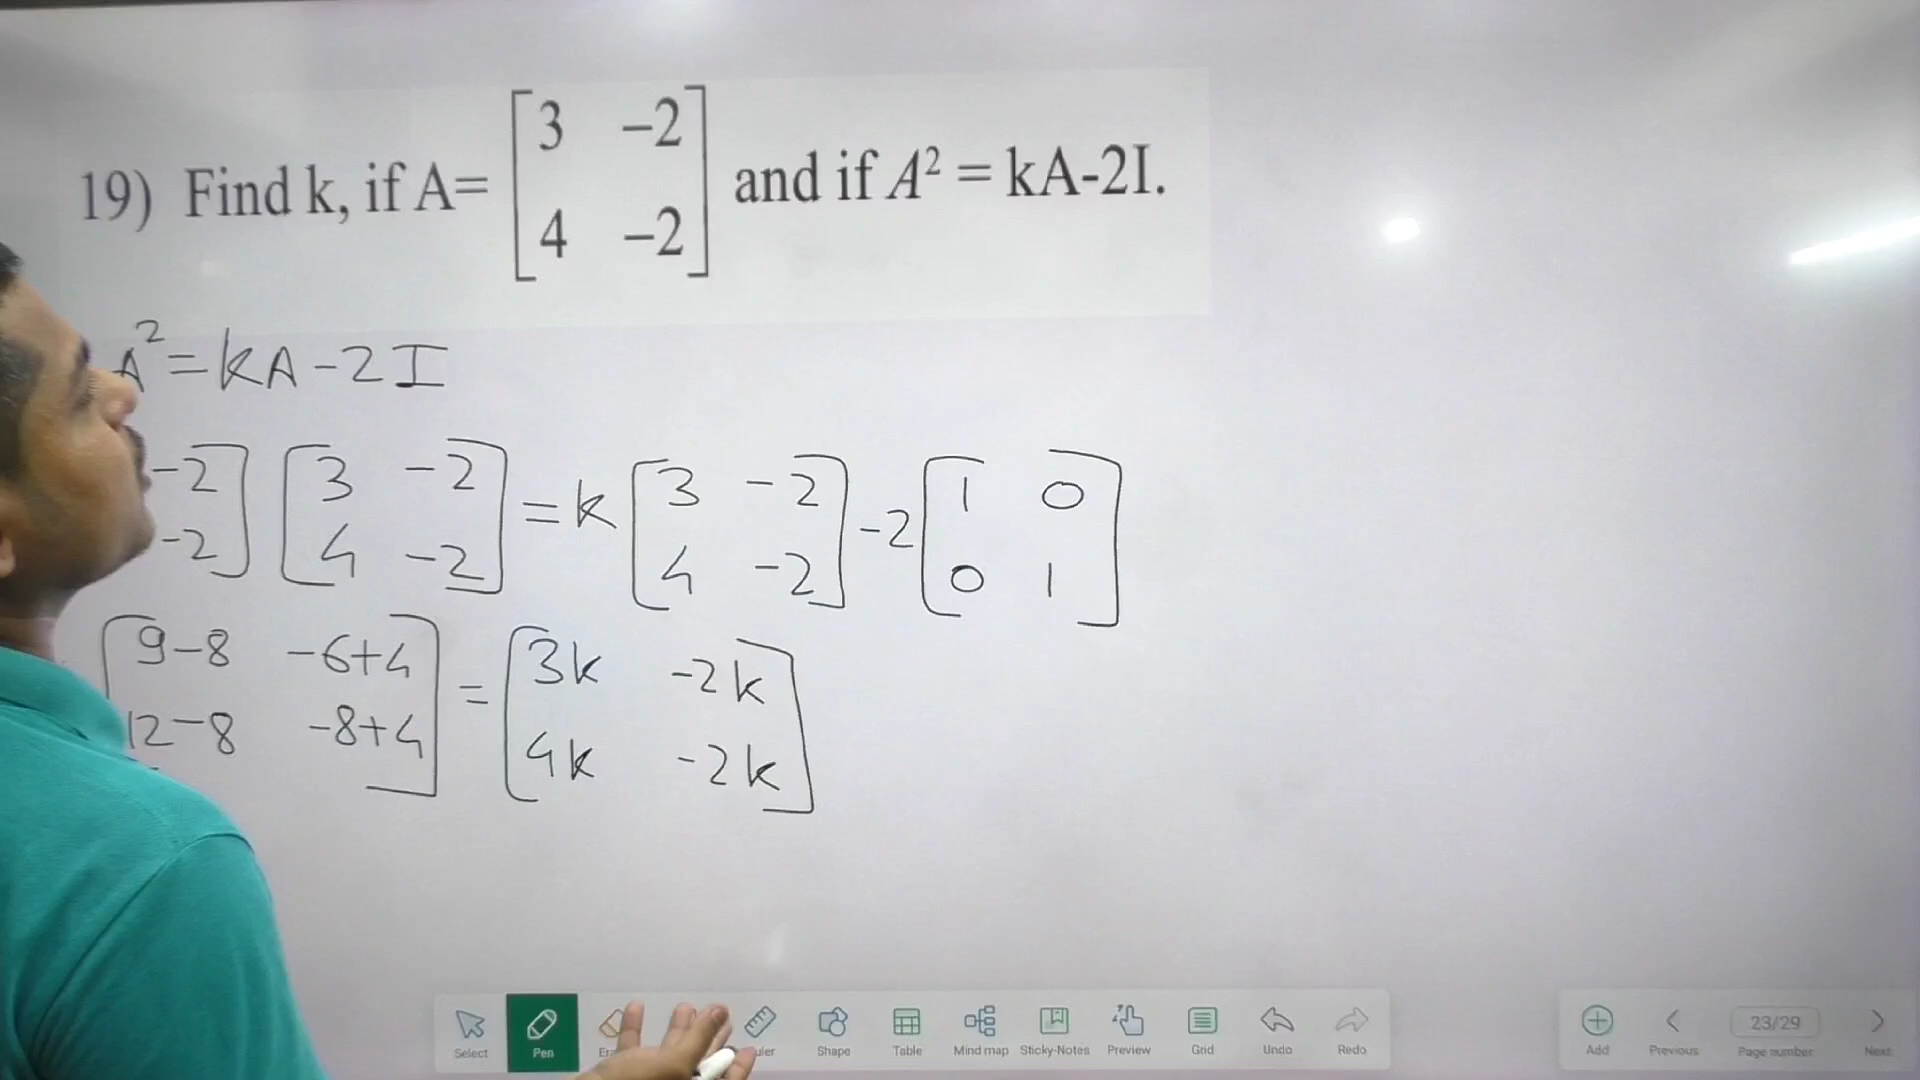 19) Find k, if A= [3 –2
4 –2] and if A² = kA-2I.
A² = kA - 2I
-2
-2] [3 -2
4 -2] = k [3 -2
4 -2] -2 [1 0
0 1]
[9-8 -6+4
12-8 -8+4] = [3k -2k
4k -2k]
Select Pen Shape Table Mind map Sticky-Notes Preview Grid Undo Redo
Add Previous 23/29 Page number Next